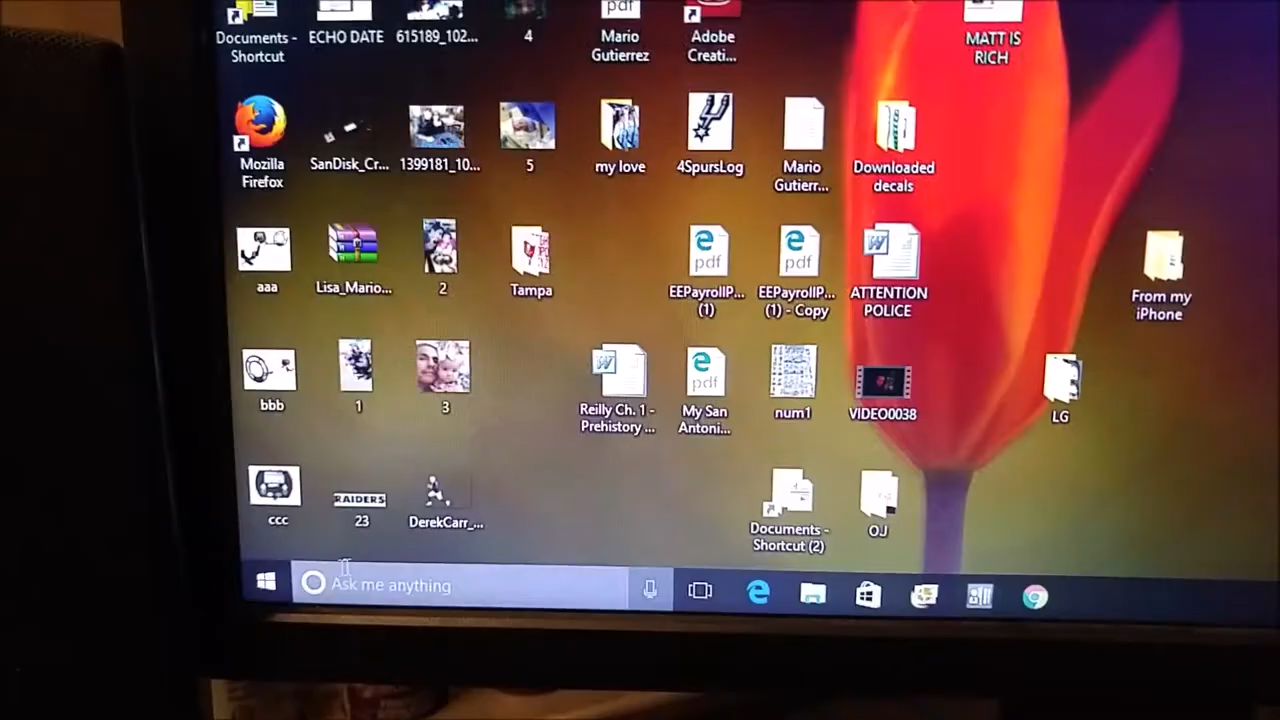 Documents -
Shortcut
ECHO DATE
615189_102...
4
Mario
Gutierrez
Adobe
Creati...
MATT IS
RICH
pdf
Mozilla
Firefox
SanDisk_Cr...
1399181_10...
5
my love
4SpursLog
Mario
Gutierr...
Downloaded
decals
aaa
Lisa_Mario...
2
Tampa
pdf
EEPayrollP...
(1)
pdf
EEPayrollP...
(1) - Copy
W
ATTENTION
POLICE
From my
iPhone
bbb
1
3
W
Reilly Ch. 1 -
Prehistory ...
pdf
My San
Antoni...
num1
VIDEO0038
LG
ccc
RAIDERS
23
DerekCarr_...
Documents -
Shortcut (2)
OJ
Ask me anything